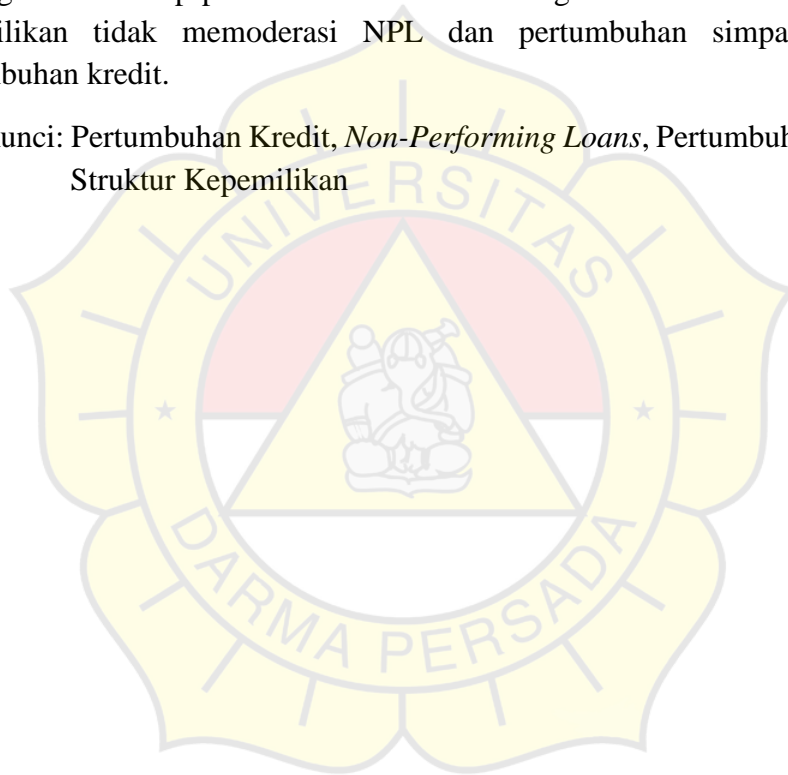 ilikan tidak memoderasi NPL dan pertumbuhan simpa
buhan kredit.
unci: Pertumbuhan Kredit, Non-Performing Loans, Pertumbuh
Struktur Kepemilikan
UNIVERSITAS
DARMA PERSADA